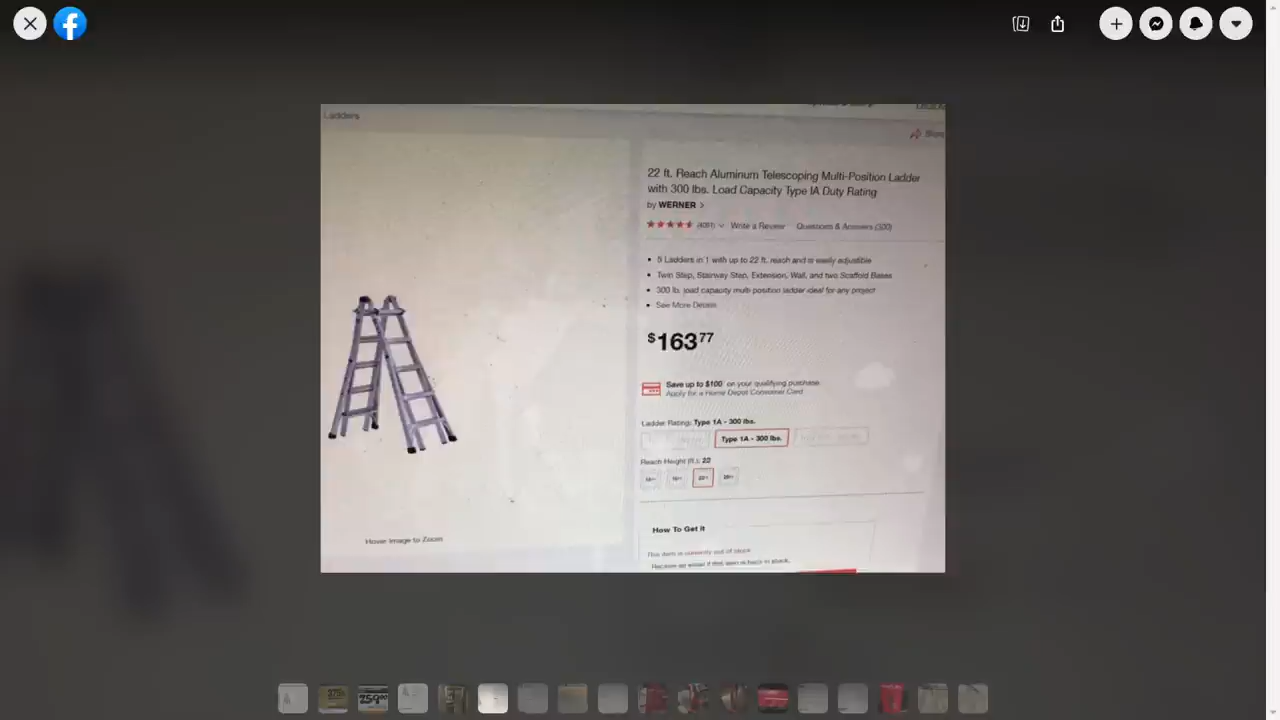 Ladders
Share
22 ft. Reach Aluminum Telescoping Multi-Position Ladder
with 300 lbs. Load Capacity Type IA Duty Rating
by WERNER >
Write a Review Questions & Answers (500)
5 Ladders in 1 with up to 22 ft. reach and is easily adjustable
Twin Step, Stairway Step, Extension, Wall, and two Scaffold Bases
300 lb. load capacity multi-position ladder ideal for any project
See More Details
$163 77
Save up to $100 on your qualifying purchase.
Apply for a Home Depot Consumer Card
Ladder Rating: Type 1A - 300 lbs.
Type 1A - 300 lbs.
Reach Height (ft.): 22
How To Get It
Hover Image to Zoom
This item is currently out of stock